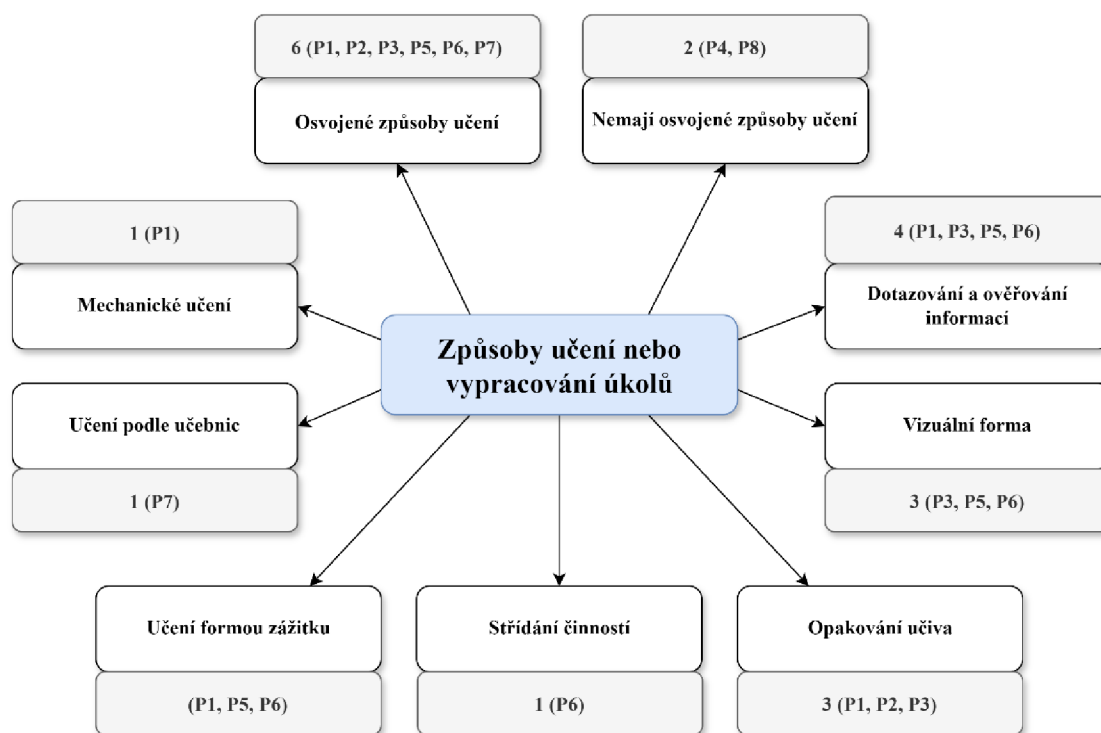 6 (P1, P2, P3, P5, P6, P7)
Osvojené způsoby učení
2 (P4, P8)
Nemají osvojené způsoby učení
1 (P1)
Mechanické učení
4 (P1, P3, P5, P6)
Dotazování a ověřování
informací
Způsoby učení nebo
vypracování úkolů
Učení podle učebnic
1 (P7)
Vizuální forma
3 (P3, P5, P6)
Učení formou zážitku
(P1, P5, P6)
Střídání činností
1 (P6)
Opakování učiva
3 (P1, P2, P3)